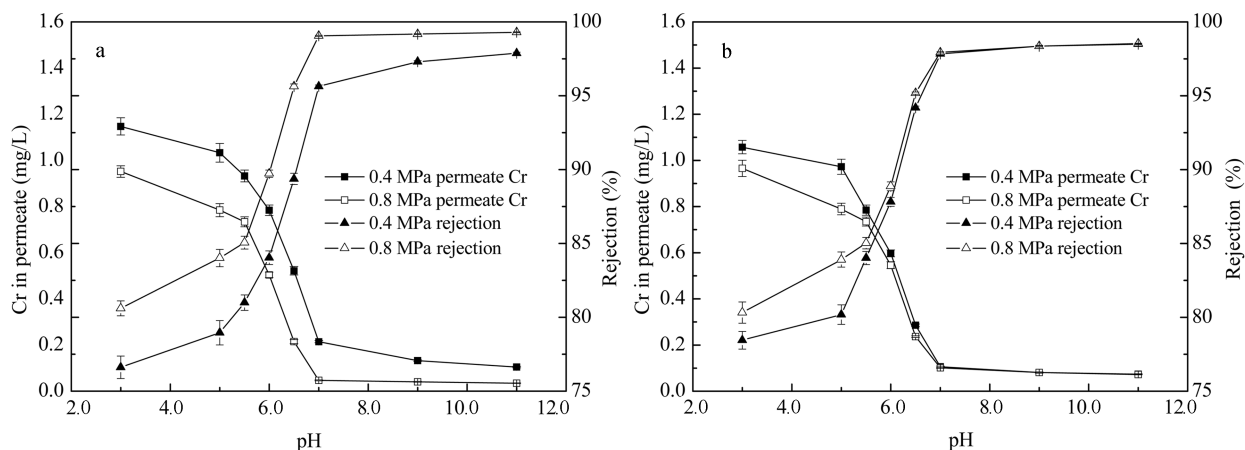 a
Cr in permeate (mg/L)
1.6
1.4
1.2
1.0
0.8
0.6
0.4
0.2
0.0
2.0 4.0 6.0 8.0 10.0 12.0
pH
100
95
90
85
80
75
Rejection (%)
0.4 MPa permeate Cr
0.8 MPa permeate Cr
0.4 MPa rejection
0.8 MPa rejection
b
Cr in permeate (mg/L)
1.6
1.4
1.2
1.0
0.8
0.6
0.4
0.2
0.0
2.0 4.0 6.0 8.0 10.0 12.0
pH
100
95
90
85
80
75
Rejection (%)
0.4 MPa permeate Cr
0.8 MPa permeate Cr
0.4 MPa rejection
0.8 MPa rejection